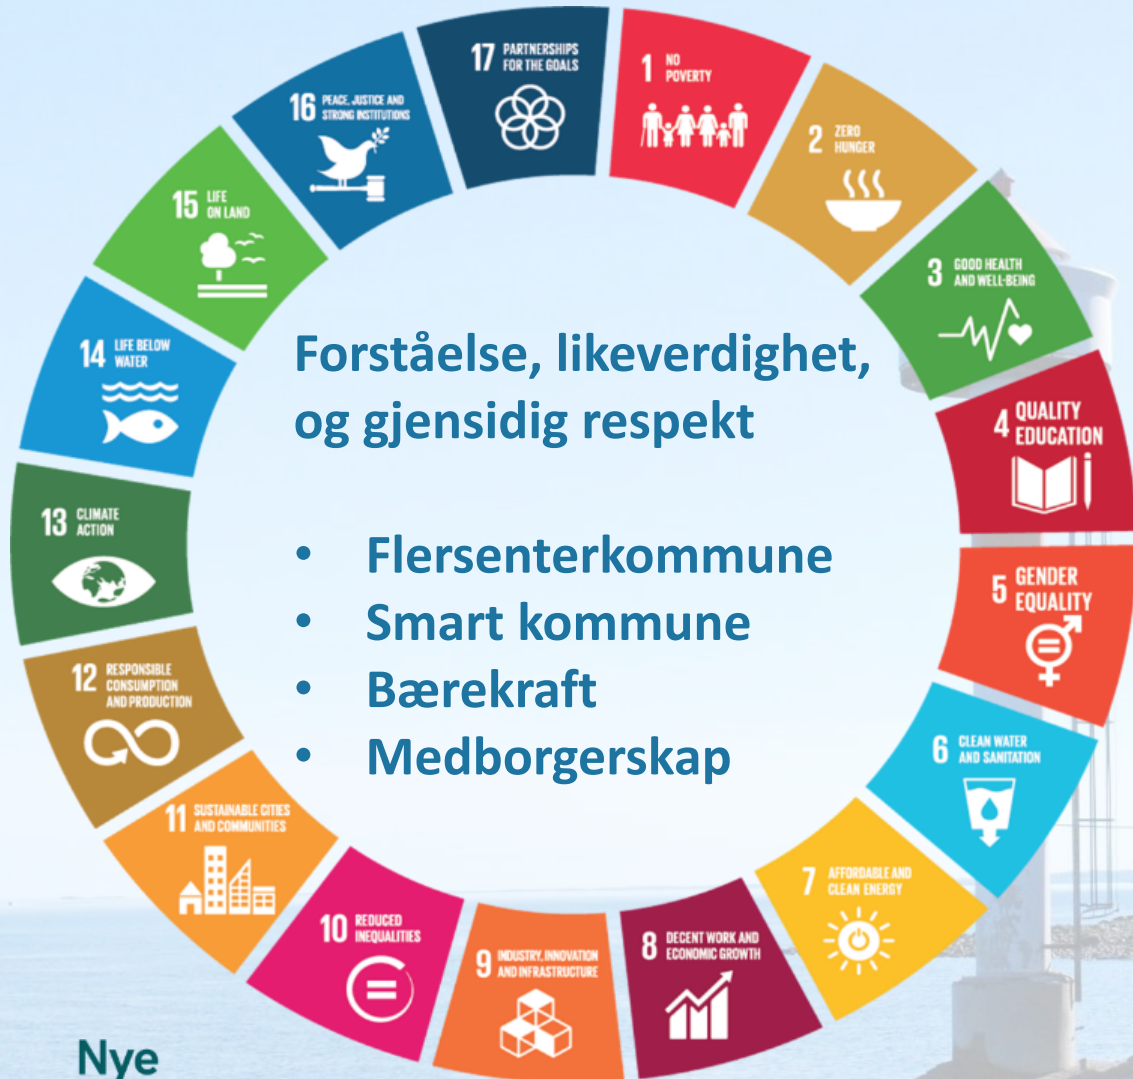 17 PARTNERSHIPS
FOR THE GOALS
1 NO
POVERTY
2 ZERO
HUNGER
3 GOOD HEALTH
AND WELL-BEING
4 QUALITY
EDUCATION
5 GENDER
EQUALITY
6 CLEAN WATER
AND SANITATION
7 AFFORDABLE AND
CLEAN ENERGY
8 DECENT WORK AND
ECONOMIC GROWTH
9 INDUSTRY, INNOVATION
AND INFRASTRUCTURE
10 REDUCED
INEQUALITIES
11 SUSTAINABLE CITIES
AND COMMUNITIES
12 RESPONSIBLE
CONSUMPTION
AND PRODUCTION
13 CLIMATE
ACTION
14 LIFE BELOW
WATER
15 LIFE
ON LAND
16 PEACE, JUSTICE AND
STRONG INSTITUTIONS
Forståelse, likeverdighet,
og gjensidig respekt
• Flersenterkommune
• Smart kommune
• Bærekraft
• Medborgerskap
Nye